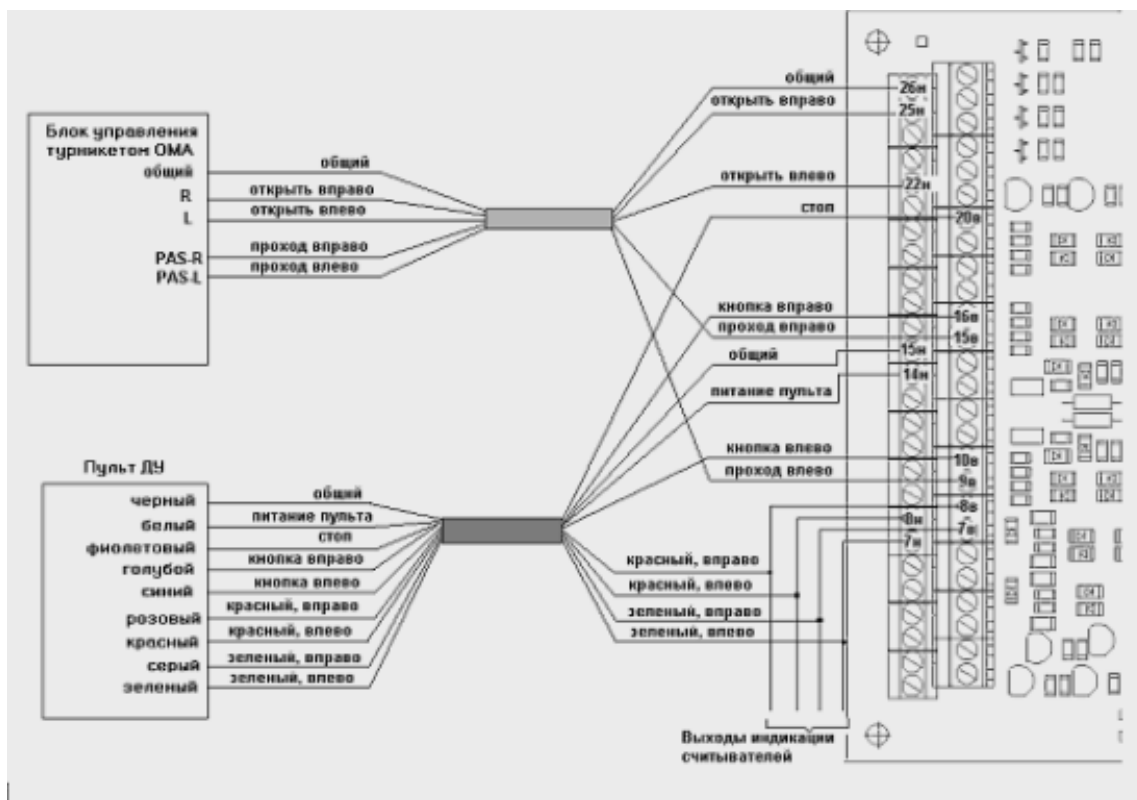 Блок управления
турникетом ОМА
общий
R
L
PAS-R
PAS-L
общий
открыть вправо
открыть влево
проход вправо
проход влево
Пульт ДУ
черный
белый
фиолетовый
голубой
синий
розовый
красный
серый
зеленый
общий
питание пульта
стоп
кнопка вправо
кнопка влево
красный, вправо
красный, влево
зеленый, вправо
зеленый, влево
общий
открыть вправо
открыть влево
стоп
кнопка вправо
проход вправо
общий
питание пульта
кнопка влево
проход влево
красный, вправо
красный, влево
зеленый, вправо
зеленый, влево
Выходы индикации
считывателей
26н
25н
22н
20в
16в
15в
15н
14н
10в
9в
8в
8н
7в
7н